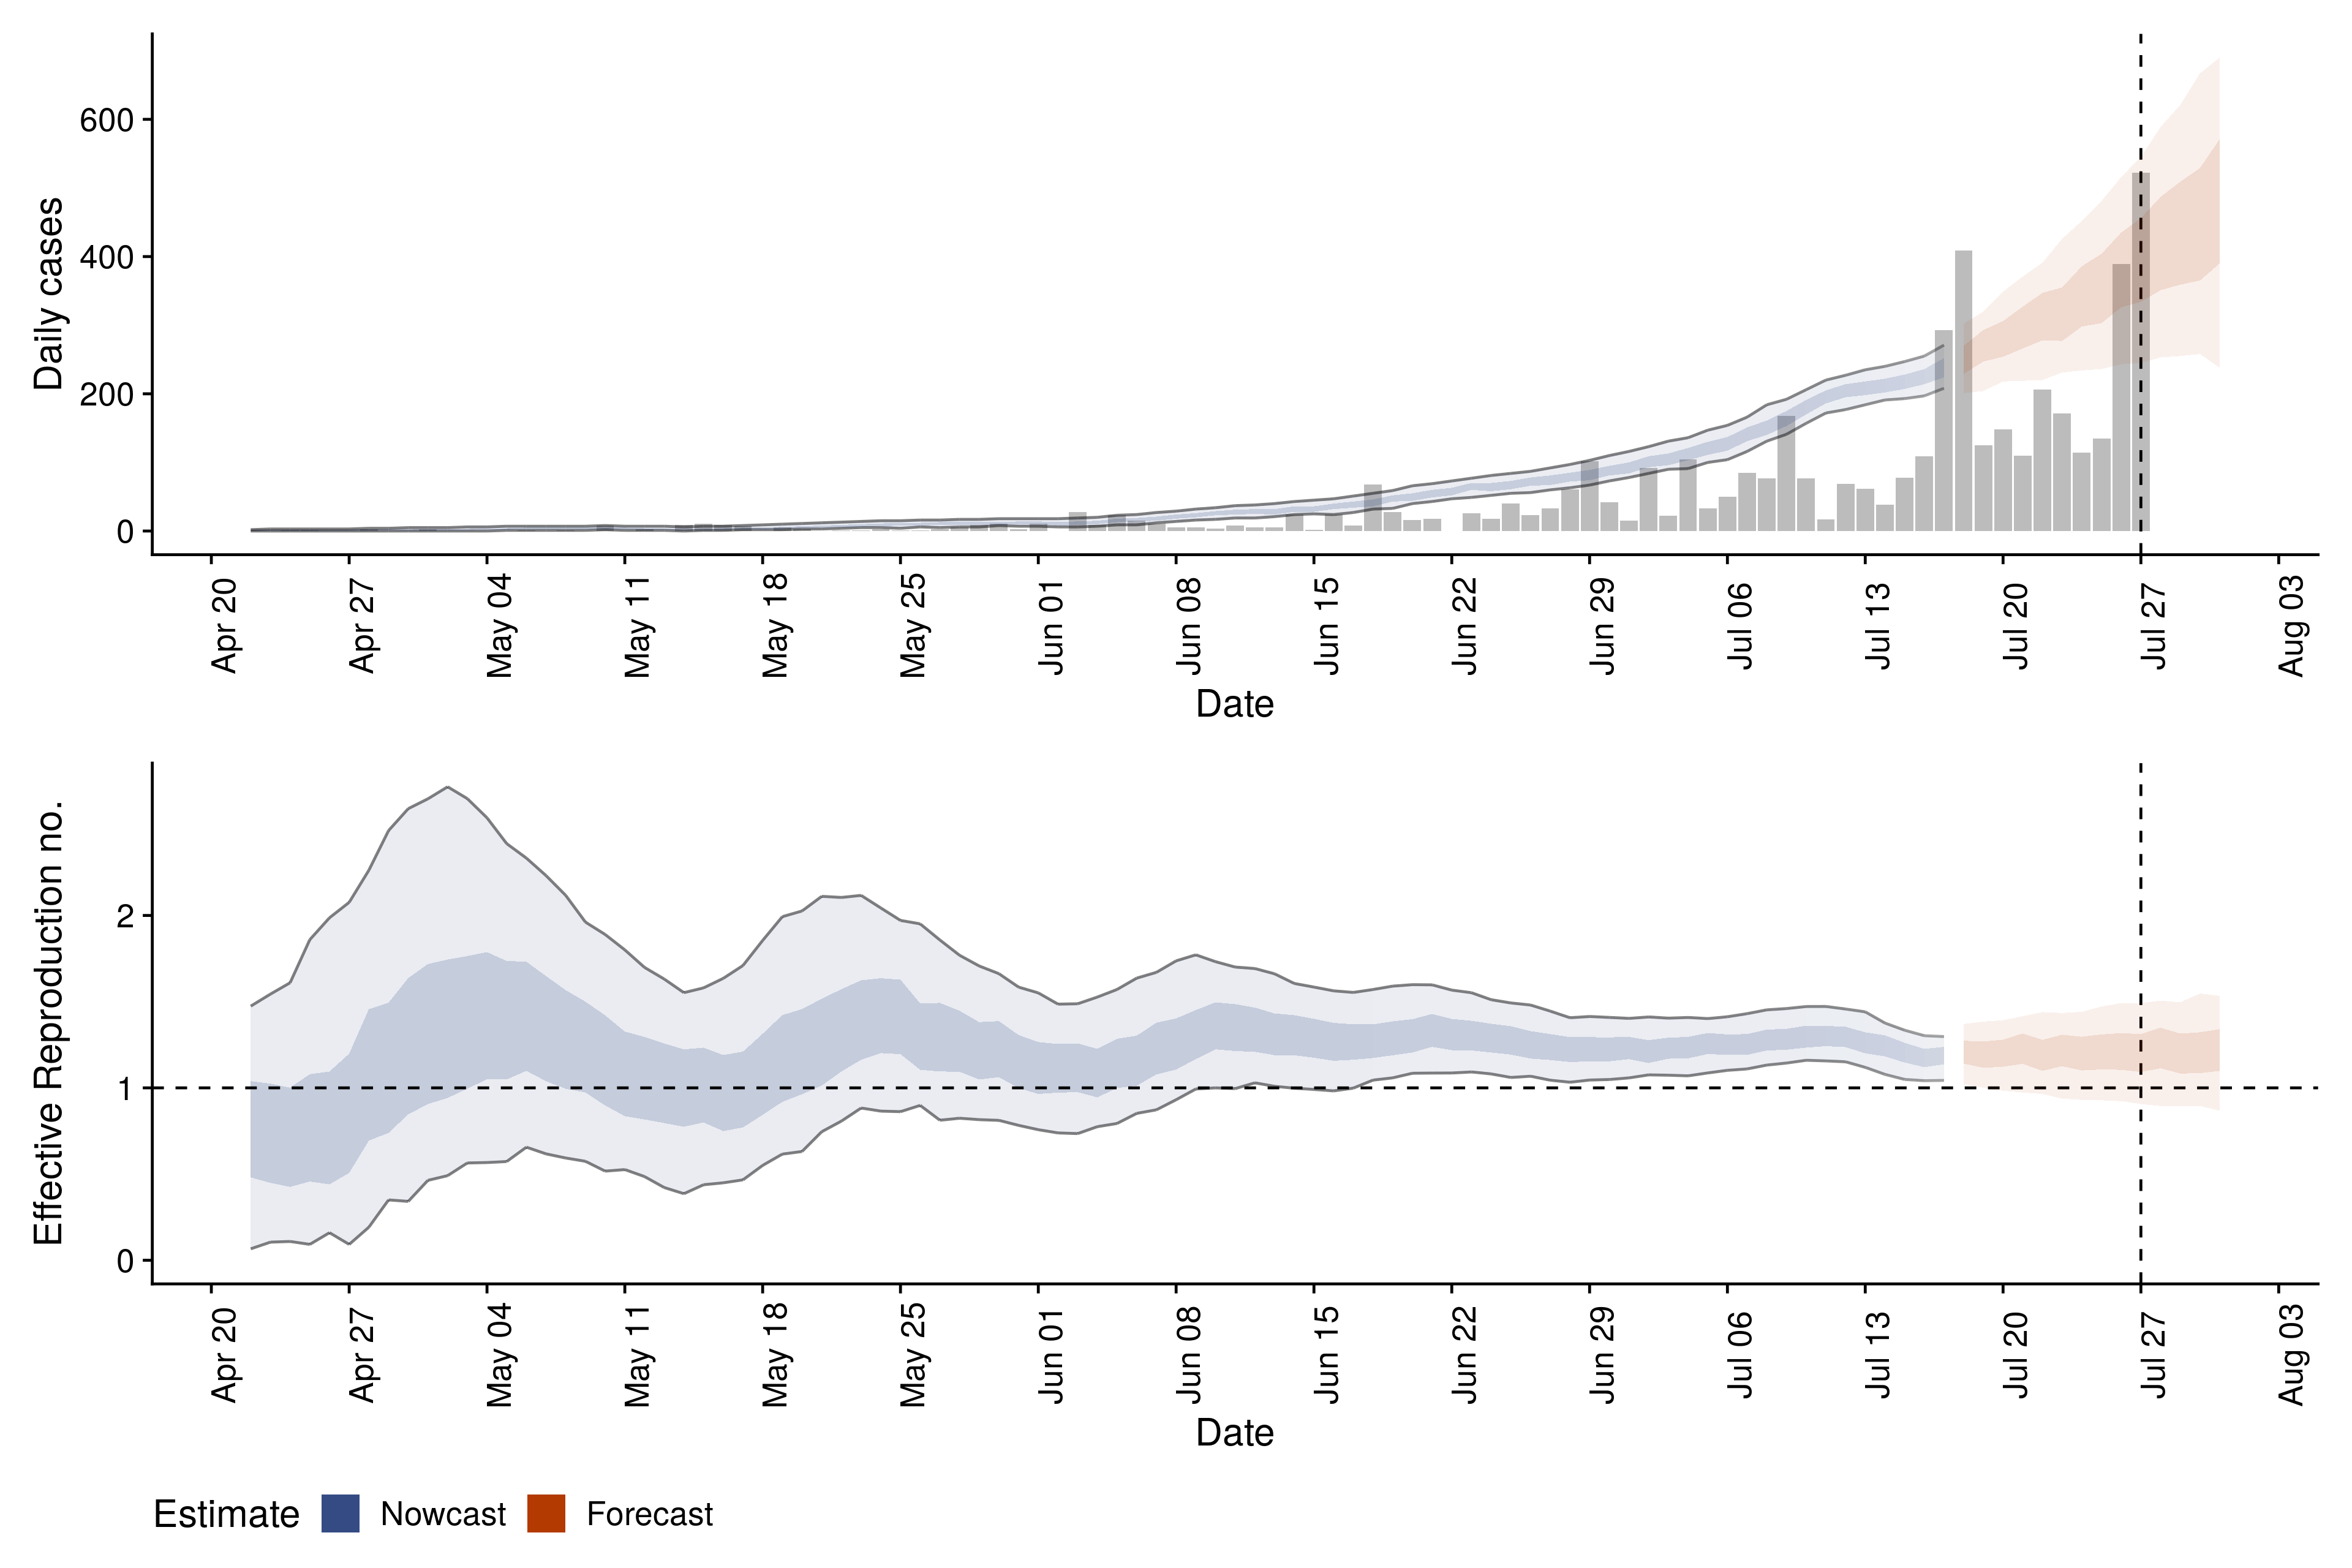 Daily cases
600
400
200
0
Apr 20
Apr 27
May 04
May 11
May 18
May 25
Jun 01
Jun 08
Jun 15
Jun 22
Jun 29
Jul 06
Jul 13
Jul 20
Jul 27
Aug 03
Date
Effective Reproduction no.
2
1
0
Apr 20
Apr 27
May 04
May 11
May 18
May 25
Jun 01
Jun 08
Jun 15
Jun 22
Jun 29
Jul 06
Jul 13
Jul 20
Jul 27
Aug 03
Date
Estimate Nowcast Forecast